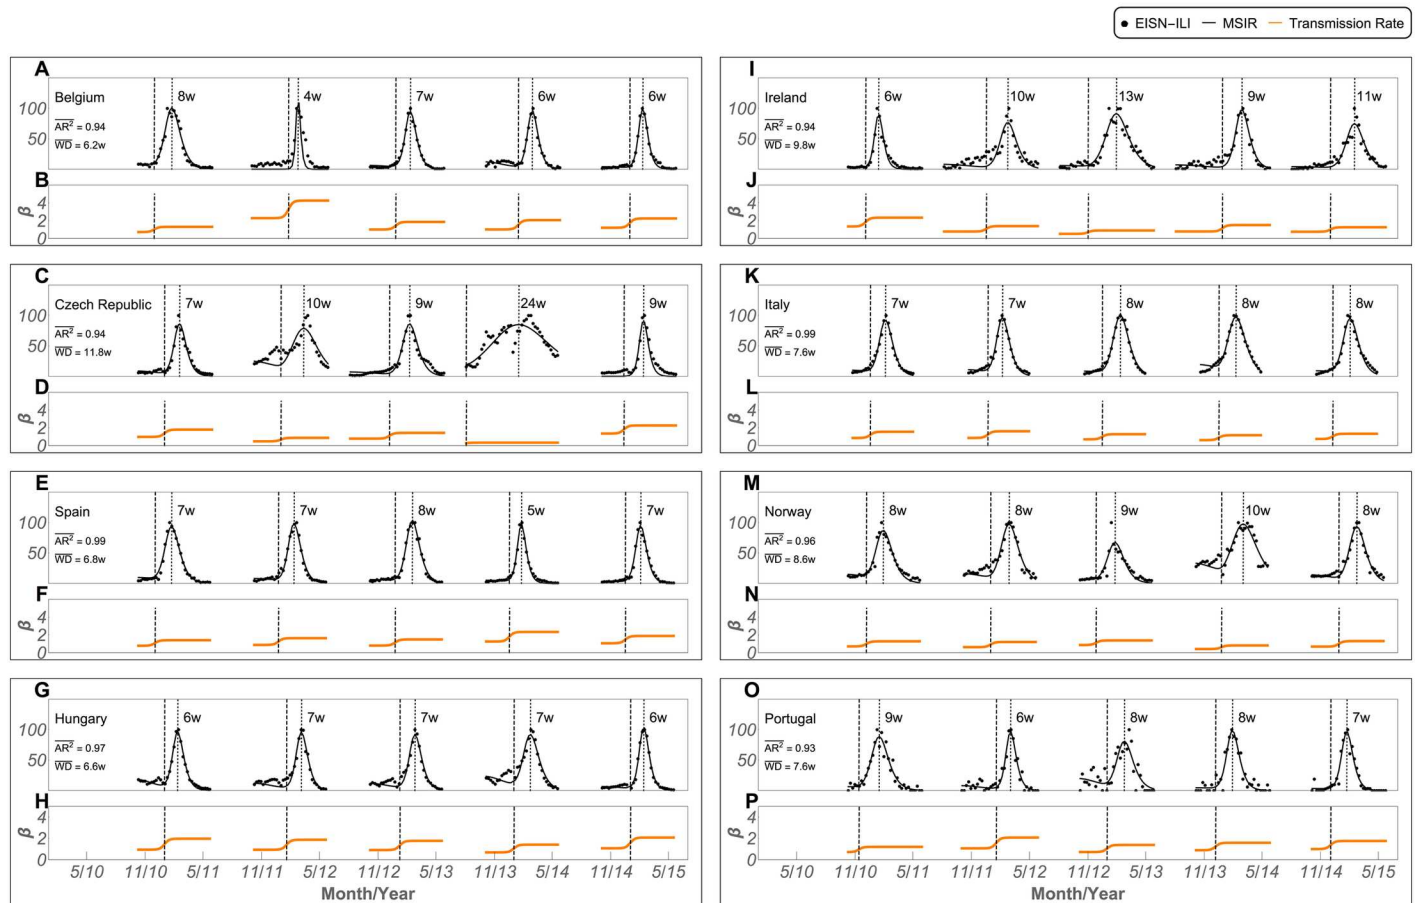 EISN–ILI MSIR Transmission Rate
A
Belgium
8w 4w 7w 6w 6w
AR² = 0.94
WD = 6.2w
100
50
B
β
4
2
0
I
Ireland
6w 10w 13w 9w 11w
AR² = 0.94
WD = 9.8w
100
50
J
β
4
2
0
C
Czech Republic
7w 10w 9w 24w 9w
AR² = 0.94
WD = 11.8w
100
50
D
β
4
2
0
K
Italy
7w 7w 8w 8w 8w
AR² = 0.99
WD = 7.6w
100
50
L
β
4
2
0
E
Spain
7w 7w 8w 5w 7w
AR² = 0.99
WD = 6.8w
100
50
F
β
4
2
0
M
Norway
8w 8w 9w 10w 8w
AR² = 0.96
WD = 8.6w
100
50
N
β
4
2
0
G
Hungary
6w 7w 7w 7w 6w
AR² = 0.97
WD = 6.6w
100
50
H
β
4
2
0
5/10 11/10 5/11 11/11 5/12 11/12 5/13 11/13 5/14 11/14 5/15
Month/Year
O
Portugal
9w 6w 8w 8w 7w
AR² = 0.93
WD = 7.6w
100
50
P
β
4
2
0
5/10 11/10 5/11 11/11 5/12 11/12 5/13 11/13 5/14 11/14 5/15
Month/Year